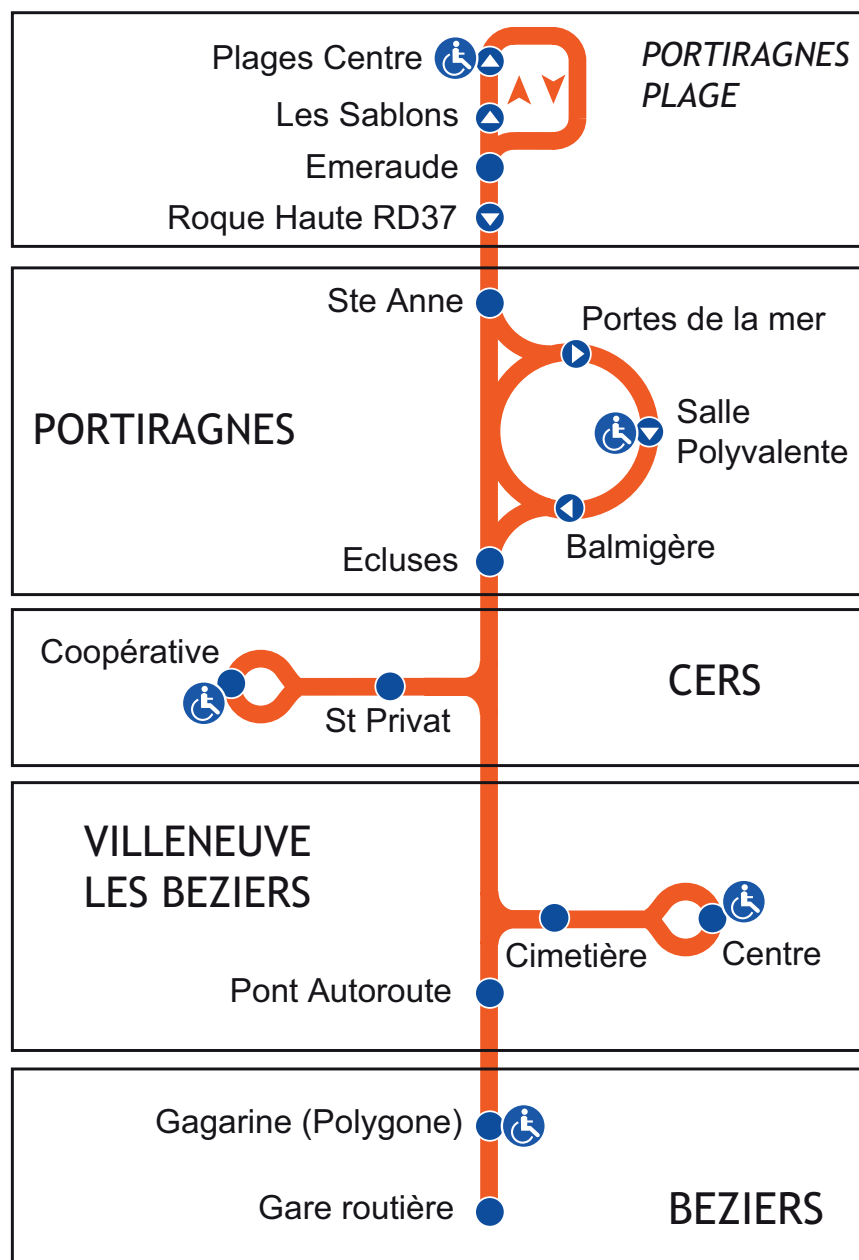 Plages Centre
PORTIRAGNES
PLAGE
Les Sablons
Emeraude
Roque Haute RD37
Ste Anne
Portes de la mer
PORTIRAGNES
Salle
Polyvalente
Balmigère
Ecluses
Coopérative
CERS
St Privat
VILLENEUVE
LES BEZIERS
Cimetière
Centre
Pont Autoroute
Gagarine (Polygone)
Gare routière
BEZIERS